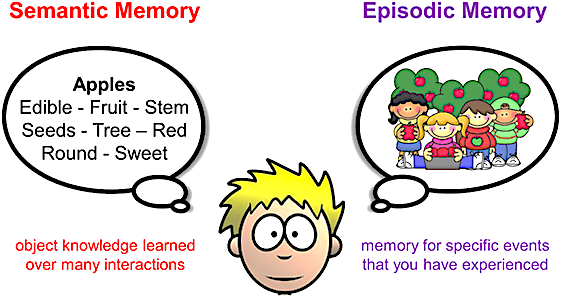 Semantic Memory
Episodic Memory
Apples
Edible - Fruit - Stem
Seeds - Tree – Red
Round - Sweet
object knowledge learned
over many interactions
memory for specific events
that you have experienced